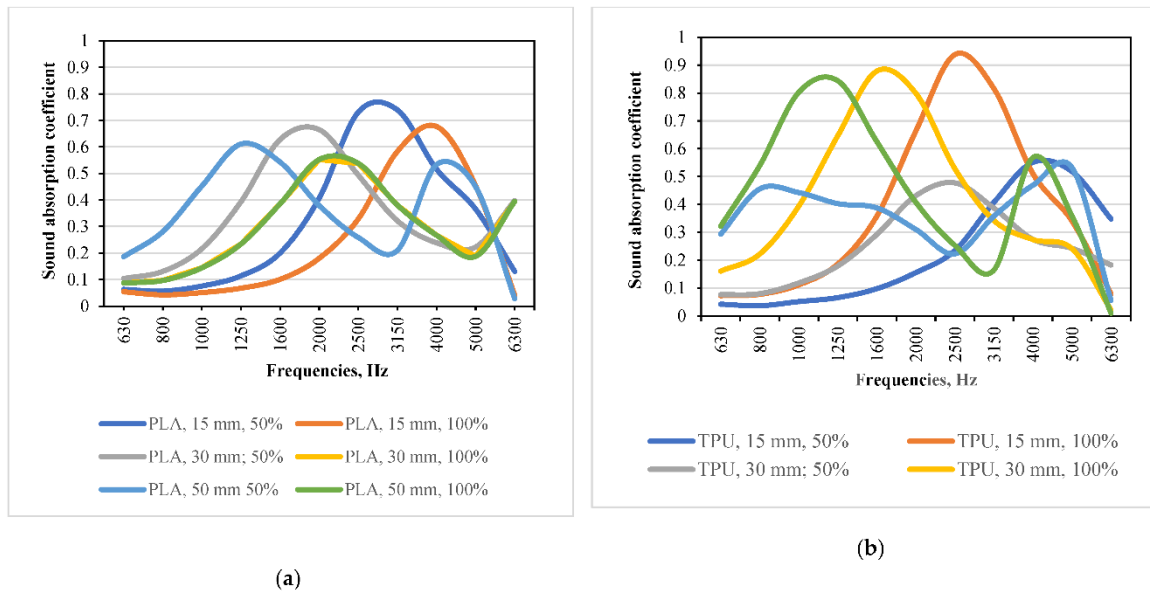 Sound absorption coefficient
1
0.9
0.8
0.7
0.6
0.5
0.4
0.3
0.2
0.1
0
630
800
1000
1250
1600
2000
2500
3150
4000
5000
6300
Frequencies, Hz
PLA, 15 mm, 50%
PLA, 15 mm, 100%
PLA, 30 mm; 50%
PLA, 30 mm, 100%
PLA, 50 mm 50%
PLA, 50 mm, 100%
(a)
Sound absorption coefficient
1
0.9
0.8
0.7
0.6
0.5
0.4
0.3
0.2
0.1
0
630
800
1000
1250
1600
2000
2500
3150
4000
5000
6300
Frequencies, Hz
TPU, 15 mm, 50%
TPU, 15 mm, 100%
TPU, 30 mm; 50%
TPU, 30 mm, 100%
(b)